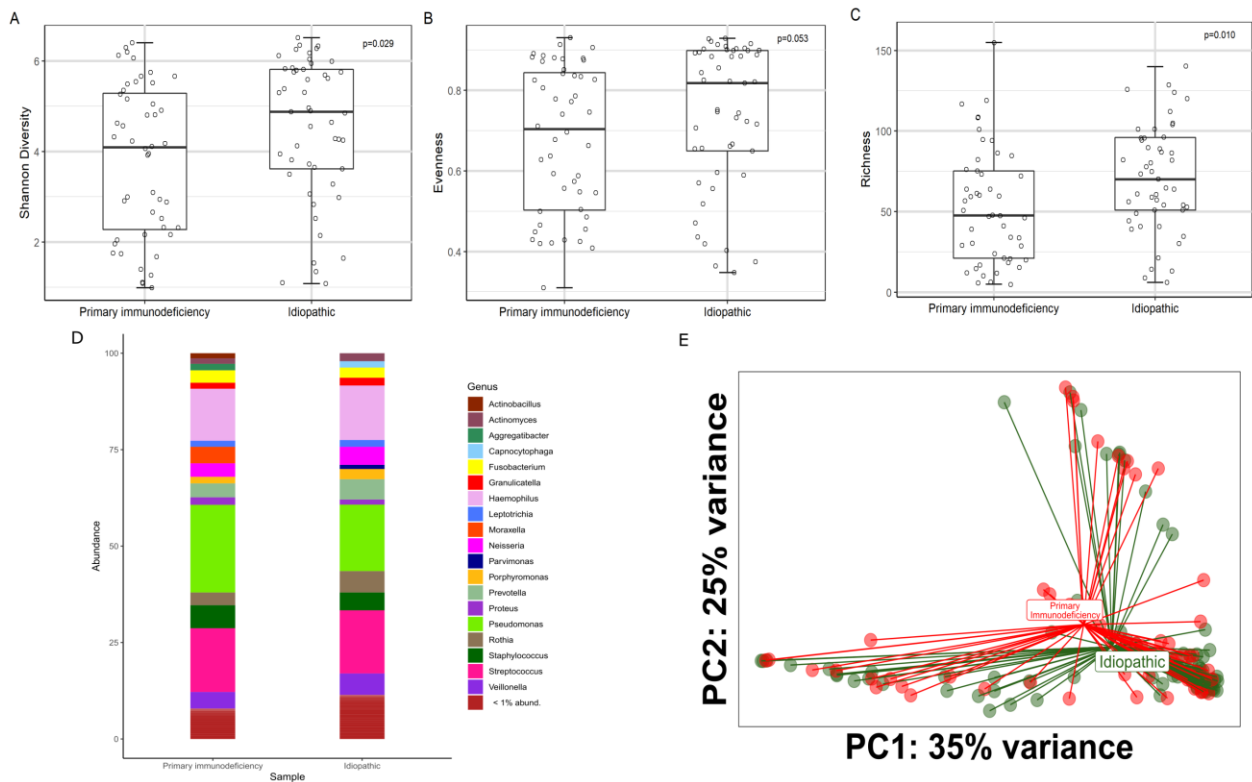 A
p=0.029
Shannon Diversity
6
4
2
Primary immunodeficiency
Idiopathic
B
p=0.053
Evenness
0.8
0.6
0.4
Primary immunodeficiency
Idiopathic
C
p=0.010
Richness
150
100
50
0
Primary immunodeficiency
Idiopathic
D
Abundance
100
75
50
25
0
Primary immunodeficiency
Idiopathic
Sample
Genus
Actinobacillus
Actinomyces
Aggregatibacter
Capnocytophaga
Fusobacterium
Granulicatella
Haemophilus
Leptotrichia
Moraxella
Neisseria
Parvimonas
Porphyromonas
Prevotella
Proteus
Pseudomonas
Rothia
Staphylococcus
Streptococcus
Veillonella
< 1% abund.
E
PC2: 25% variance
Primary
Immunodeficiency
Idiopathic
PC1: 35% variance